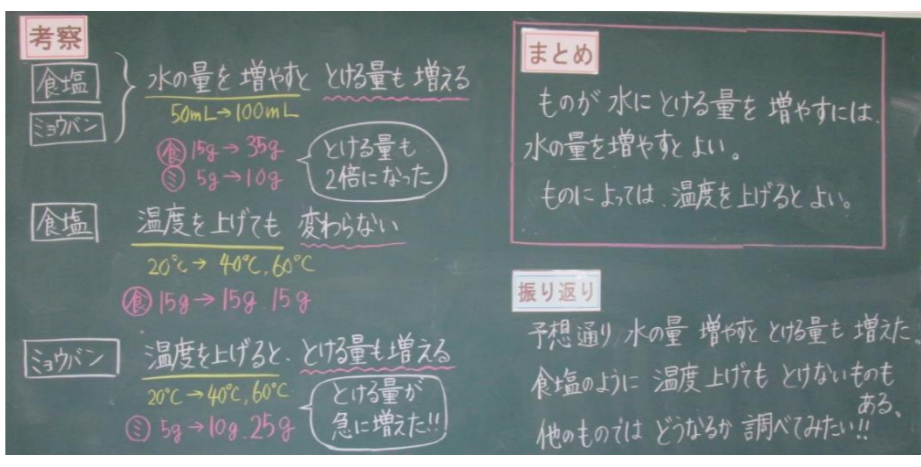 考察
食塩
ミョウバン
水の量を増やすと とける量も 増える
50mL→100mL
食 15g→35g
ミ 5g→10g
とける量も
2倍になった
食塩
温度を上げても 変わらない
20℃→ 40℃, 60℃
食 15g→15g. 15g
ミョウバン
温度を上げると、とける量も増える
20℃→40℃, 60℃
ミ 5g→10g. 25g
とける量が
急に増えた!!
まとめ
ものが 水にとける量を 増やすには、
水の量を増やすとよい。
ものによっては、温度を上げるとよい。
振り返り
予想通り 水の量 増やすと とける量も 増えた。
食塩のように 温度 上げても とけないものも
ある、
他のものでは どうなるか 調べてみたい!!